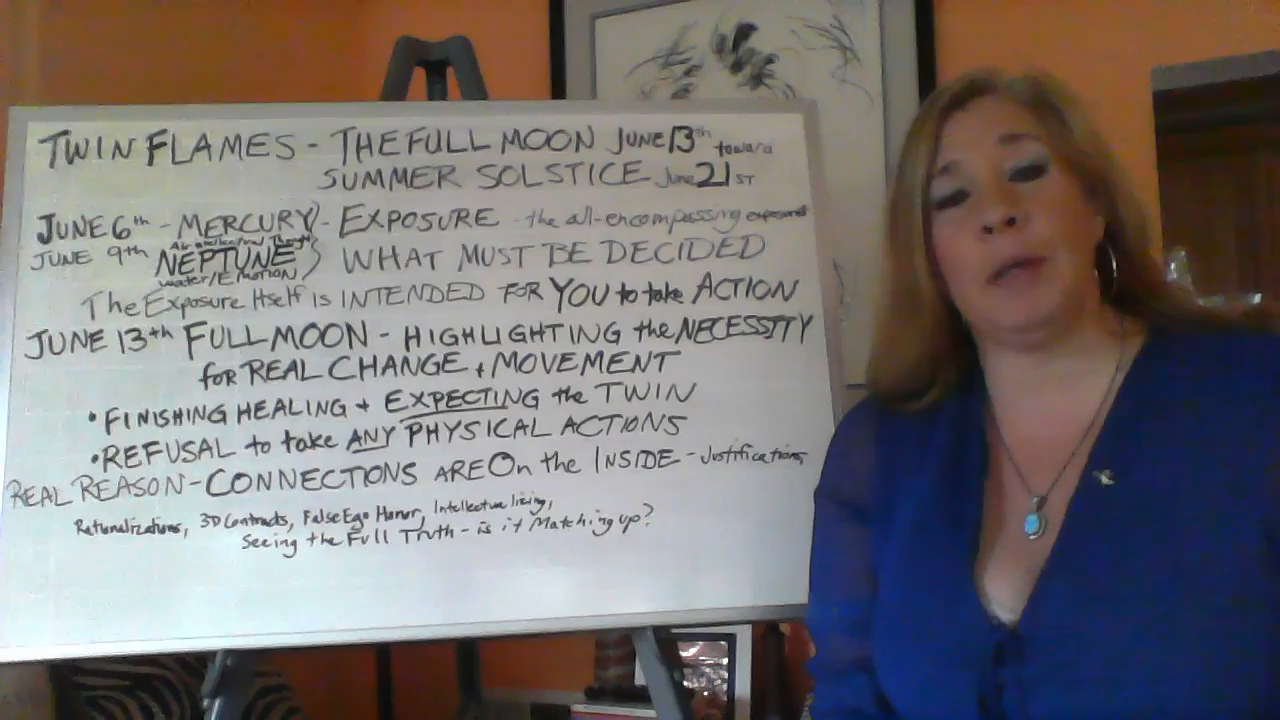 TWIN FLAMES - THE FULL MOON JUNE 13th toward
SUMMER SOLSTICE June 21ST
JUNE 6th - MERCURY) - EXPOSURE - the all-encompassing
JUNE 9th NEPTUNE} WHAT MUST BE DECIDED
water/Emotion
The Exposure Itself is INTENDED FOR YOU to take ACTION
JUNE 13th FULL MOON - HIGHLIGHTING the NECESSITY
for REAL CHANGE + MOVEMENT
• FINISHING HEALING + EXPECTING the TWIN
• REFUSAL to take ANY PHYSICAL ACTIONS
REAL REASON - CONNECTIONS ARE On the INSIDE - Justifications,
Rationalizations, 3D Contracts, False Ego Honor, Intellectualizing,
Seeing the Full Truth - is it Matching up?